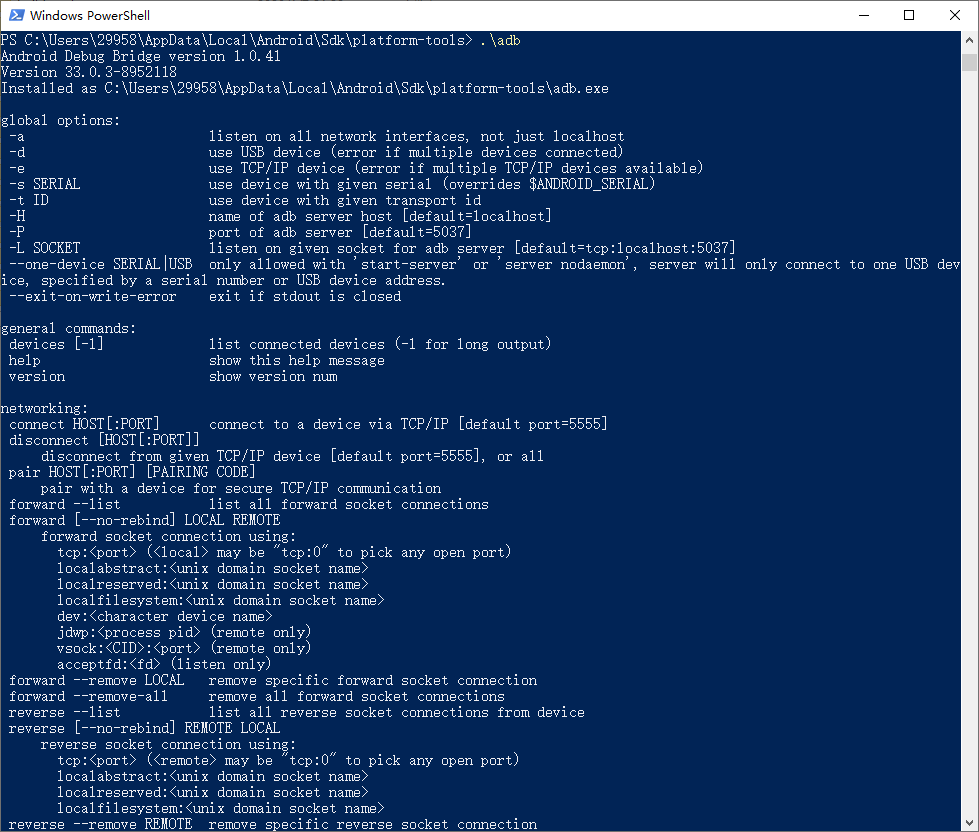 Windows PowerShell
PS C:\Users\29958\AppData\Local\Android\Sdk\platform-tools> .\adb
Android Debug Bridge version 1.0.41
Version 33.0.3-8952118
Installed as C:\Users\29958\AppData\Local\Android\Sdk\platform-tools\adb.exe
global options:
-a listen on all network interfaces, not just localhost
-d use USB device (error if multiple devices connected)
-e use TCP/IP device (error if multiple TCP/IP devices available)
-s SERIAL use device with given serial (overrides $ANDROID_SERIAL)
-t ID use device with given transport id
-H name of adb server host [default=localhost]
-P port of adb server [default=5037]
-L SOCKET listen on given socket for adb server [default=tcp:localhost:5037]
--one-device SERIAL|USB only allowed with 'start-server' or 'server nodaemon', server will only connect to one USB dev
ice, specified by a serial number or USB device address.
--exit-on-write-error exit if stdout is closed
general commands:
devices [-l] list connected devices (-l for long output)
help show this help message
version show version num
networking:
connect HOST[:PORT] connect to a device via TCP/IP [default port=5555]
disconnect [HOST[:PORT]]
disconnect from given TCP/IP device [default port=5555], or all
pair HOST[:PORT] [PAIRING CODE]
pair with a device for secure TCP/IP communication
forward --list list all forward socket connections
forward [--no-rebind] LOCAL REMOTE
forward socket connection using:
tcp:<port> (<local> may be "tcp:0" to pick any open port)
localabstract:<unix domain socket name>
localreserved:<unix domain socket name>
localfilesystem:<unix domain socket name>
dev:<character device name>
jdwp:<process pid> (remote only)
vsock:<CID>:<port> (remote only)
acceptfd:<fd> (listen only)
forward --remove LOCAL remove specific forward socket connection
forward --remove-all remove all forward socket connections
reverse --list list all reverse socket connections from device
reverse [--no-rebind] REMOTE LOCAL
reverse socket connection using:
tcp:<port> (<remote> may be "tcp:0" to pick any open port)
localabstract:<unix domain socket name>
localreserved:<unix domain socket name>
localfilesystem:<unix domain socket name>
reverse --remove REMOTE remove specific reverse socket connection